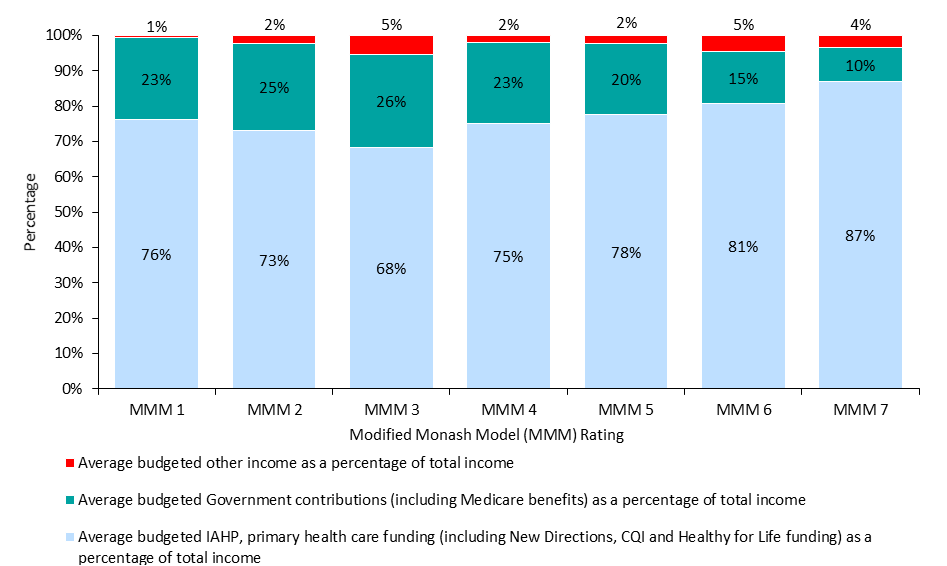 1% 2% 5% 2% 2% 5% 4%
100%
90%
80%
70%
60%
50%
40%
30%
20%
10%
0%
Percentage
23% 25% 26% 23% 20% 15% 10%
76% 73% 68% 75% 78% 81% 87%
MMM 1 MMM 2 MMM 3 MMM 4 MMM 5 MMM 6 MMM 7
Modified Monash Model (MMM) Rating
Average budgeted other income as a percentage of total income
Average budgeted Government contributions (including Medicare benefits) as a percentage of total income
Average budgeted IAHP, primary health care funding (including New Directions, CQI and Healthy for Life funding) as a
percentage of total income